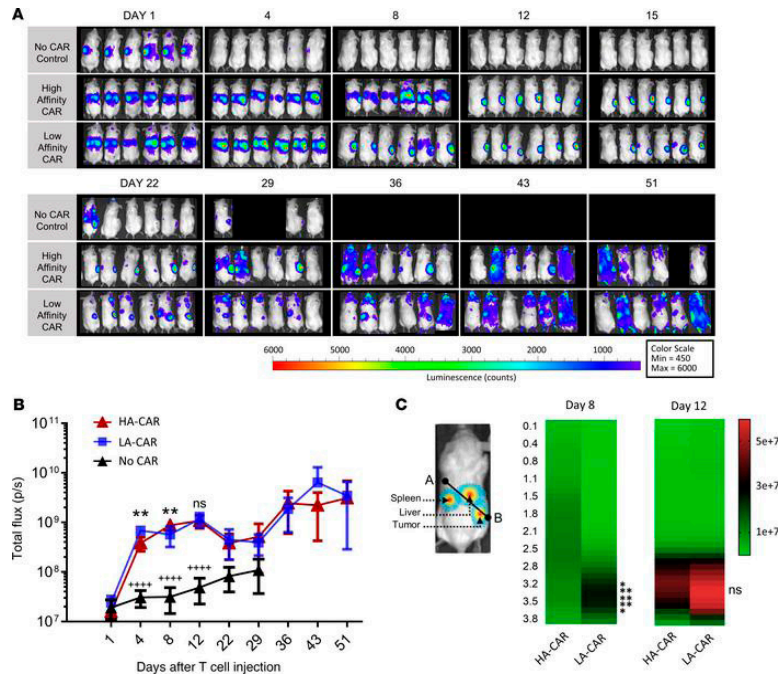 A
DAY 1 4 8 12 15
No CAR
Control
High
Affinity
CAR
Low
Affinity
CAR
DAY 22 29 36 43 51
No CAR
Control
High
Affinity
CAR
Low
Affinity
CAR
6000 5000 4000 3000 2000 1000
Luminescence (counts)
Color Scale
Min = 450
Max = 6000
B
Total flux (p/s)
10¹¹
10¹⁰
10⁹
10⁸
10⁷
HA-CAR
LA-CAR
No CAR
** ** ns
++++ ++++ ++++
1 4 8 12 22 29 36 43 51
Days after T cell injection
C
A
Spleen
Liver
Tumor
B
Day 8 Day 12
0.1
0.4
0.8
1.1
1.5
1.8
2.1
2.5
2.8
3.2
3.5
3.8
*******
ns
5e+7
3e+7
1e+7
HA-CAR LA-CAR HA-CAR LA-CAR